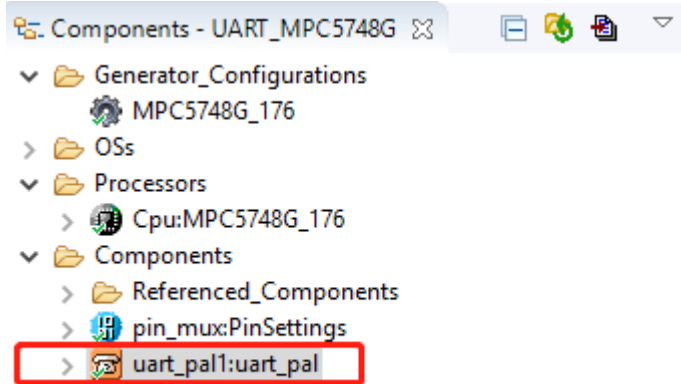 Components - UART_MPC5748G
Generator_Configurations
MPC5748G_176
OSs
Processors
Cpu:MPC5748G_176
Components
Referenced_Components
pin_mux:PinSettings
uart_pal1:uart_pal